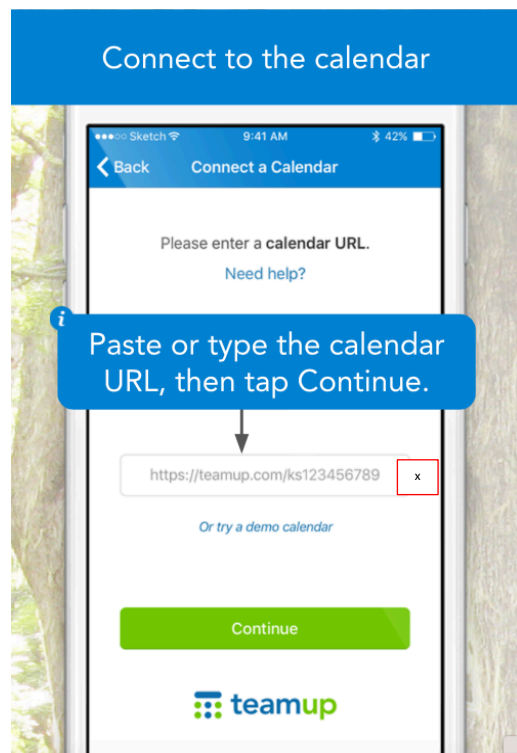 Connect to the calendar
Sketch 9:41 AM 42%
Back Connect a Calendar
Please enter a calendar URL.
Need help?
i
Paste or type the calendar
URL, then tap Continue.
https://teamup.com/ks123456789 x
Or try a demo calendar
Continue
teamup